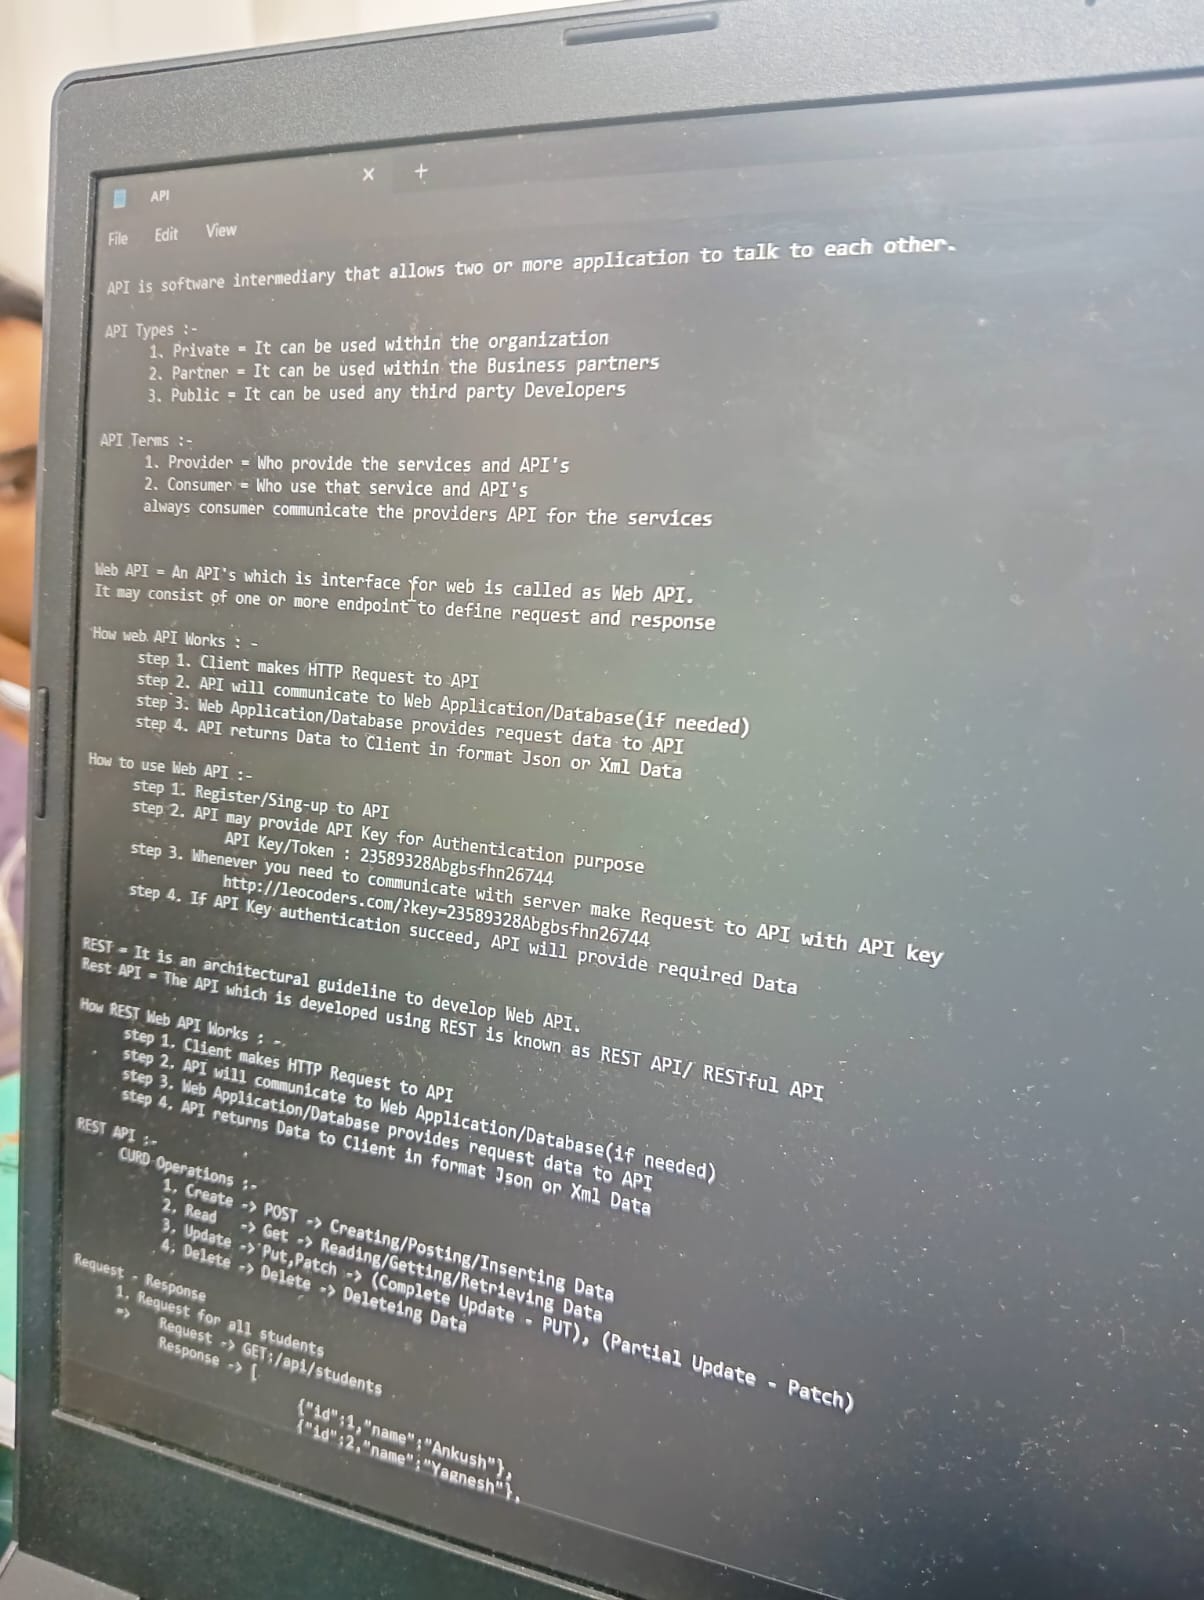 API
File Edit View
API is software intermediary that allows two or more application to talk to each other.
API Types :-
1. Private = It can be used within the organization
2. Partner = It can be used within the Business partners
3. Public = It can be used any third party Developers
API Terms :-
1. Provider = Who provide the services and API's
2. Consumer = Who use that service and API's
always consumer communicate the providers API for the services
Web API = An API's which is interface for web is called as Web API.
It may consist of one or more endpoint to define request and response
How web API Works : -
step 1. Client makes HTTP Request to API
step 2. API will communicate to Web Application/Database(if needed)
step 3. Web Application/Database provides request data to API
step 4. API returns Data to Client in format Json or Xml Data
How to use Web API :-
step 1. Register/Sing-up to API
step 2. API may provide API Key for Authentication purpose
API Key/Token : 23589328Abgbsfhn26744
step 3. Whenever you need to communicate with server make Request to API with API key
http://leocoders.com/?key=23589328Abgbsfhn26744
step 4. If API Key authentication succeed, API will provide required Data
REST = It is an architectural guideline to develop Web API.
Rest API = The API which is developed using REST is known as REST API/ RESTful API
How REST Web API Works : -
step 1. Client makes HTTP Request to API
step 2. API will communicate to Web Application/Database(if needed)
step 3. Web Application/Database provides request data to API
step 4. API returns Data to Client in format Json or Xml Data
REST API :-
CURD Operations :-
1. Create -> POST -> Creating/Posting/Inserting Data
2. Read -> Get -> Reading/Getting/Retrieving Data
3. Update -> Put,Patch -> (Complete Update - PUT), (Partial Update - Patch)
4. Delete -> Delete -> Deleteing Data
Request - Response
1. Request for all students
=> Request -> GET:/api/students
Response -> [
{"id":1,"name":"Ankush"},
{"id":2,"name":"Yagnesh"},